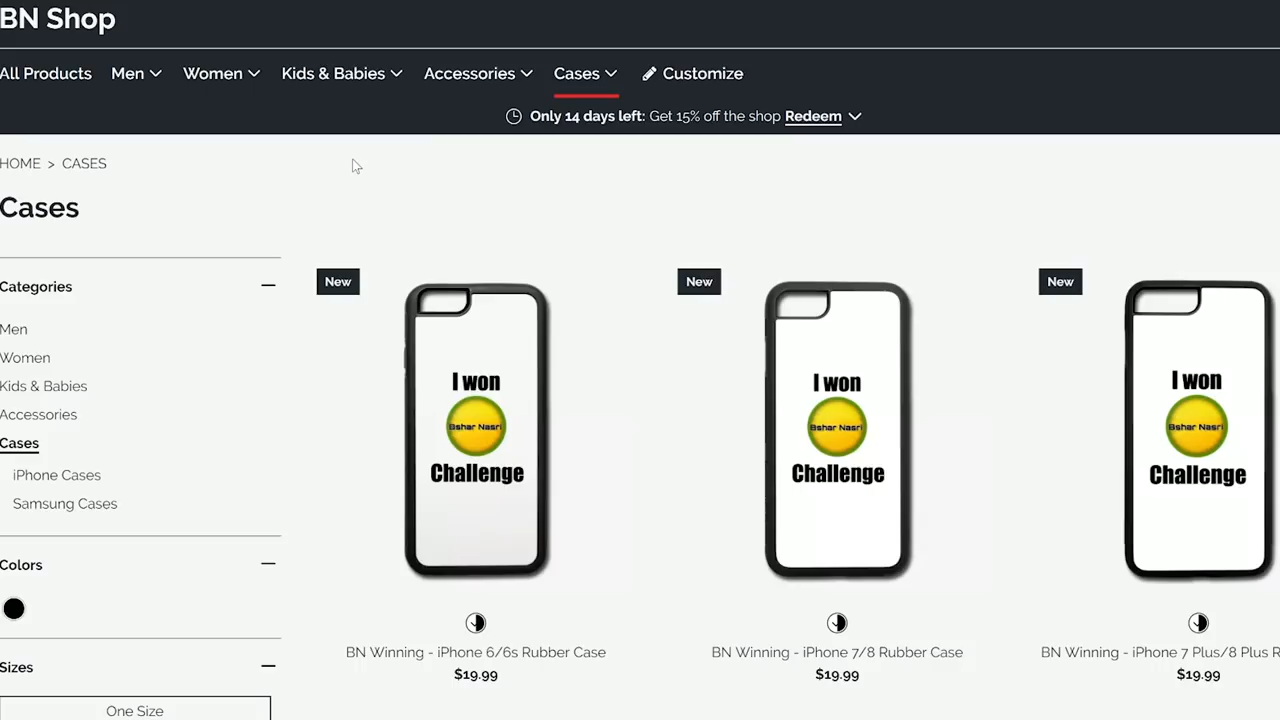 BN Shop
All Products Men Women Kids & Babies Accessories Cases Customize
Only 14 days left: Get 15% off the shop Redeem
HOME > CASES
Cases
Categories
Men
Women
Kids & Babies
Accessories
Cases
iPhone Cases
Samsung Cases
Colors
Sizes
One Size
New
I won
Bshar Nasri
Challenge
BN Winning - iPhone 6/6s Rubber Case
$19.99
New
I won
Bshar Nasri
Challenge
BN Winning - iPhone 7/8 Rubber Case
$19.99
New
I won
Bshar Nasri
Challenge
BN Winning - iPhone 7 Plus/8 Plus R
$19.99